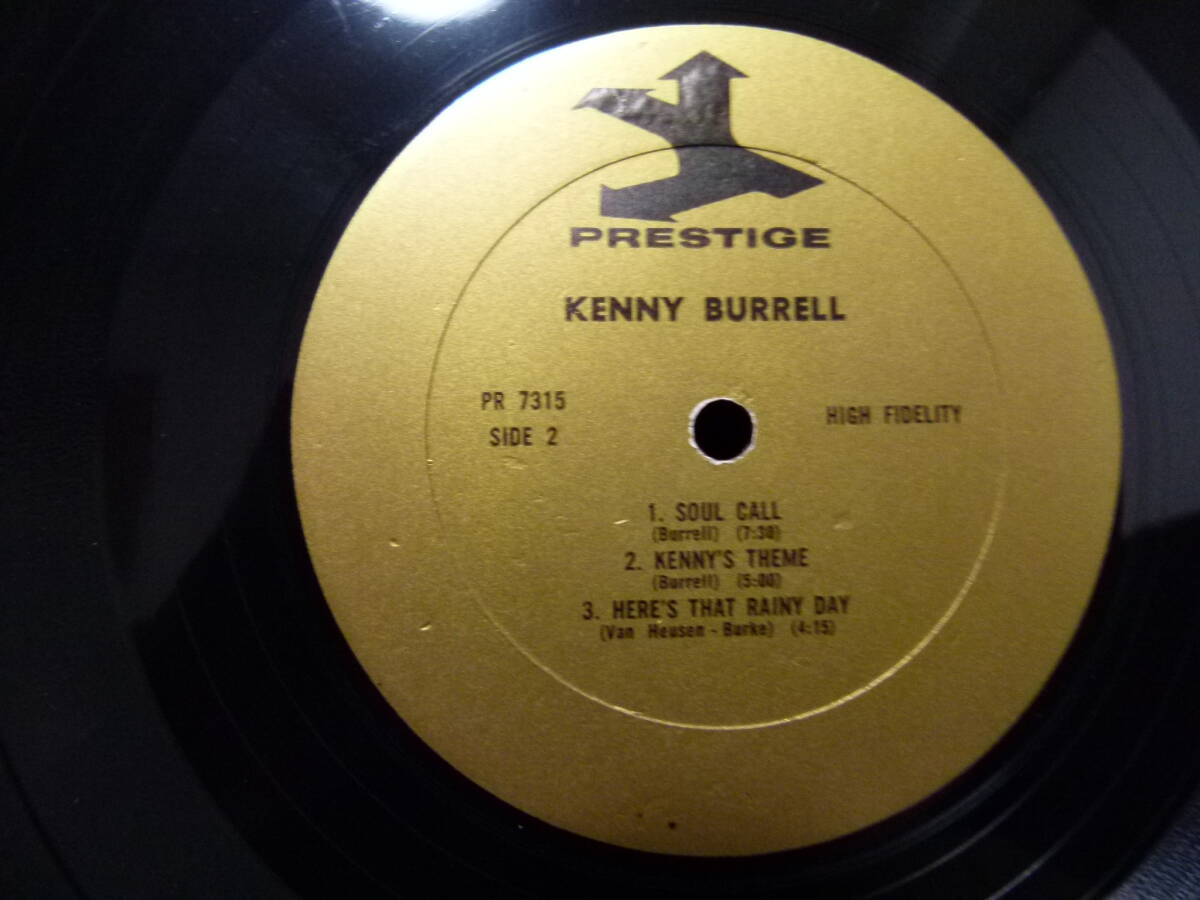 PRESTIGE
KENNY BURRELL
PR 7315
SIDE 2
HIGH FIDELITY
1. SOUL CALL
(Burrell) (7:30)
2. KENNY'S THEME
(Burrell) (5:00)
3. HERE'S THAT RAINY DAY
(Van Heusen - Burke) (4:15)